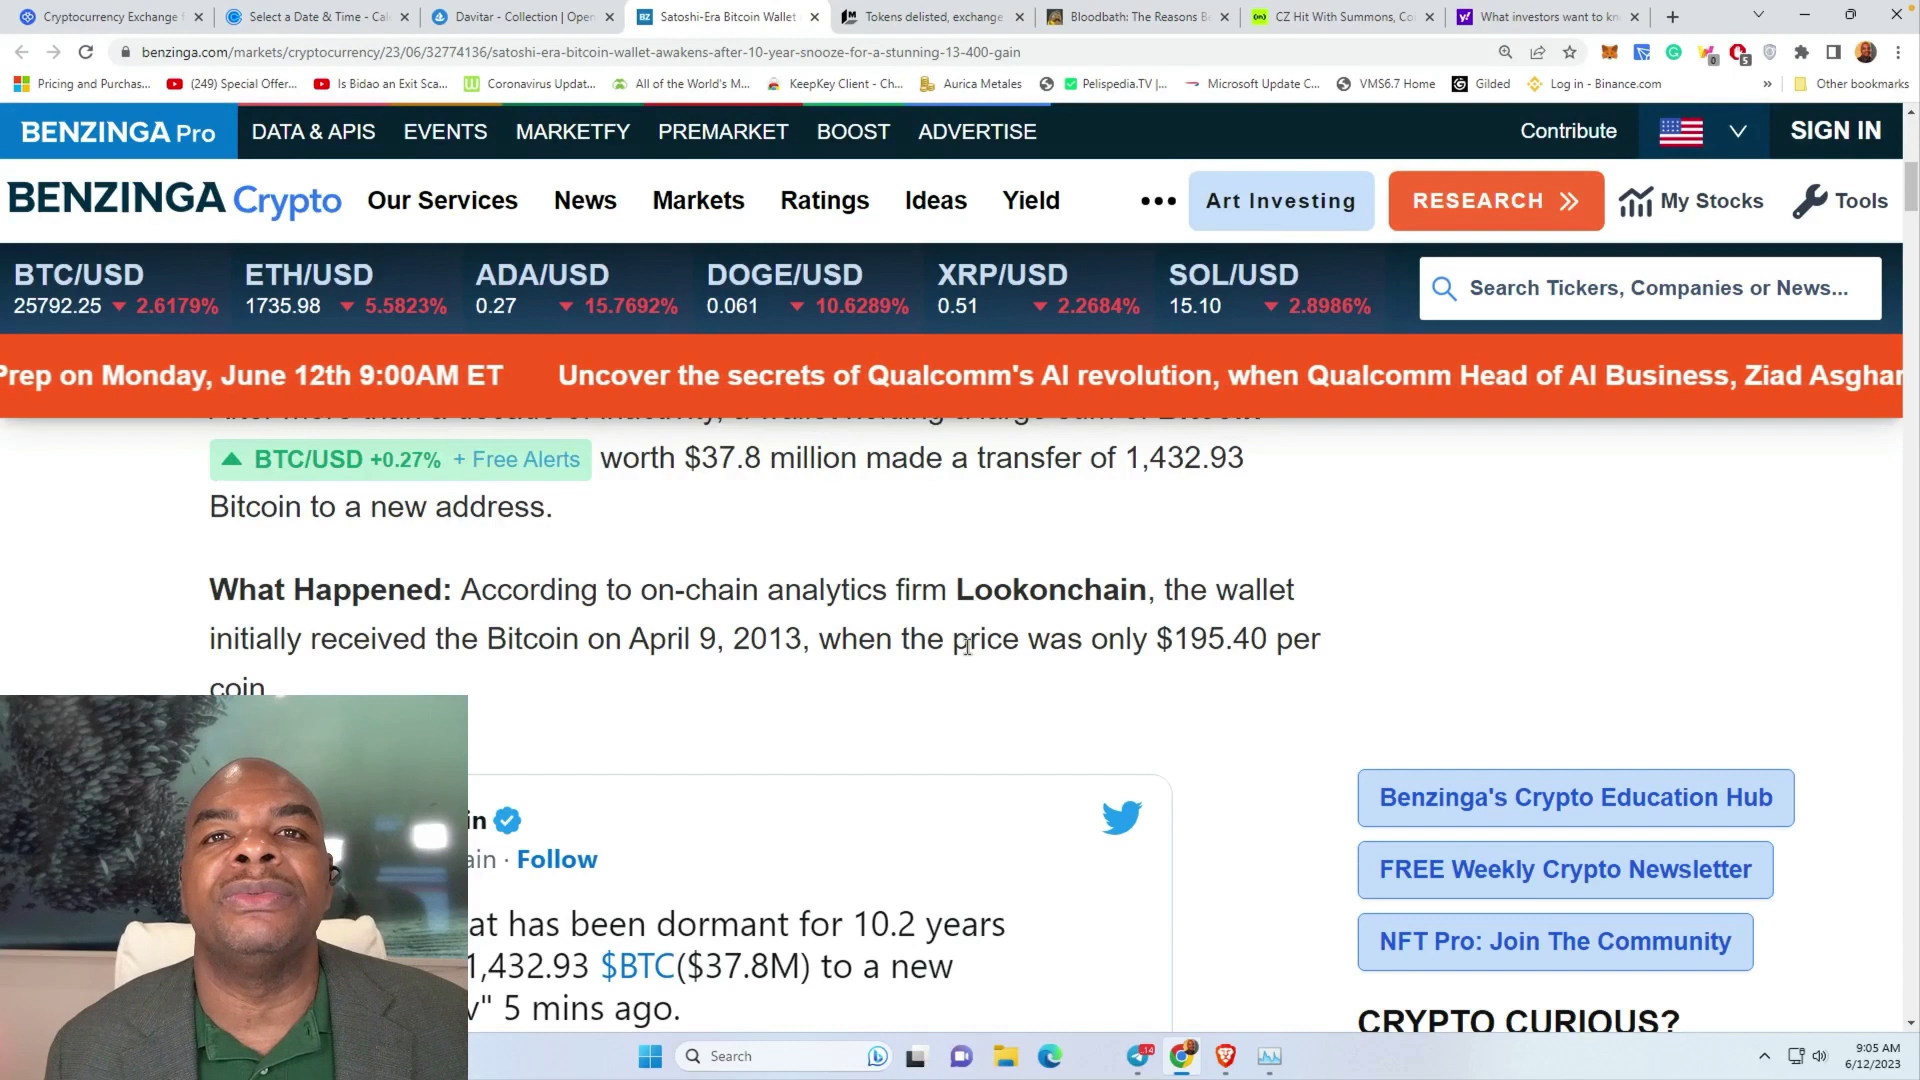 Cryptocurrency Exchange
Select a Date & Time - Cal
Davitar - Collection | Open
Satoshi-Era Bitcoin Wallet
Tokens delisted, exchange
Bloodbath: The Reasons B
CZ Hit With Summons, Co
What investors want to kn
benzinga.com/markets/cryptocurrency/23/06/32774136/satoshi-era-bitcoin-wallet-awakens-after-10-year-snooze-for-a-stunning-13-400-gain
Pricing and Purchas...
(249) Special Offer...
Is Bidao an Exit Sca...
Coronavirus Updat...
All of the World's M...
KeepKey Client - Ch...
Aurica Metales
Pelispedia.TV |...
Microsoft Update C...
VMS6.7 Home
Gilded
Log in - Binance.com
Other bookmarks
BENZINGA Pro
DATA & APIS
EVENTS
MARKETFY
PREMARKET
BOOST
ADVERTISE
Contribute
SIGN IN
BENZINGA Crypto
Our Services
News
Markets
Ratings
Ideas
Yield
Art Investing
RESEARCH
My Stocks
Tools
BTC/USD
25792.25 2.6179%
ETH/USD
1735.98 5.5823%
ADA/USD
0.27 15.7692%
DOGE/USD
0.061 10.6289%
XRP/USD
0.51 2.2684%
SOL/USD
15.10 2.8986%
Search Tickers, Companies or News...
Prep on Monday, June 12th 9:00AM ET Uncover the secrets of Qualcomm's AI revolution, when Qualcomm Head of AI Business, Ziad Asghar
BTC/USD +0.27% + Free Alerts worth $37.8 million made a transfer of 1,432.93
Bitcoin to a new address.
What Happened: According to on-chain analytics firm Lookonchain, the wallet
initially received the Bitcoin on April 9, 2013, when the price was only $195.40 per
coin
in
ain · Follow
at has been dormant for 10.2 years
1,432.93 $BTC($37.8M) to a new
" 5 mins ago.
Benzinga's Crypto Education Hub
FREE Weekly Crypto Newsletter
NFT Pro: Join The Community
CRYPTO CURIOUS?
Search
14
9:05 AM
6/12/2023